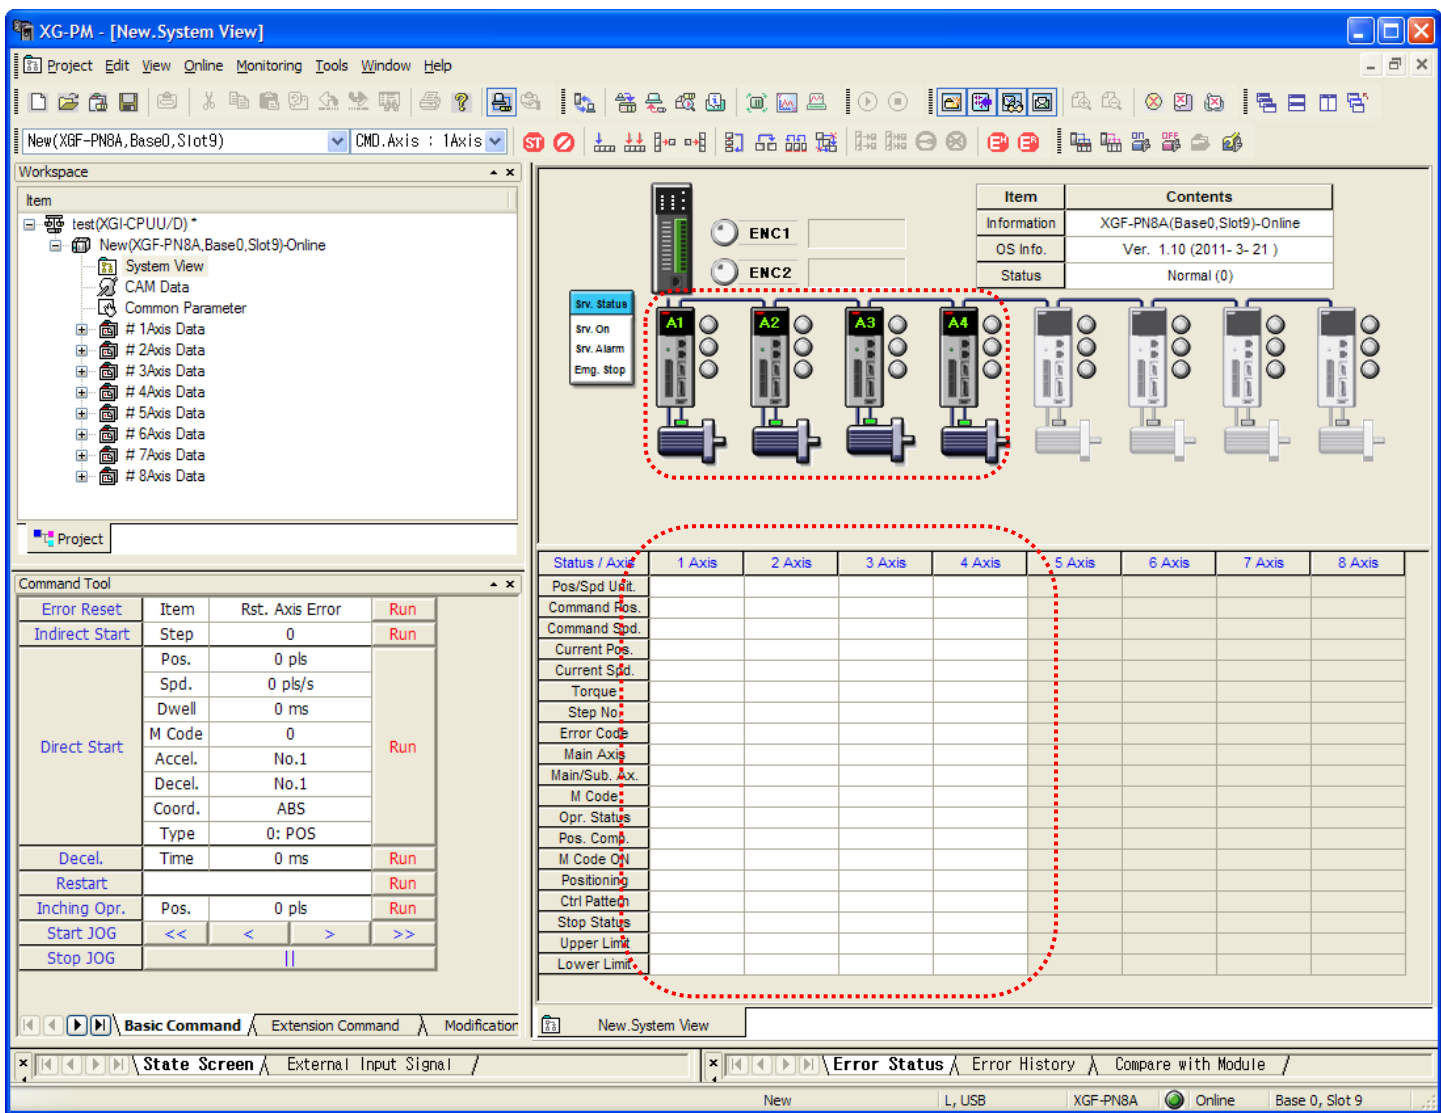 XG-PM - [New.System View]
Project Edit View Online Monitoring Tools Window Help
New(XGF-PN8A,Base0,Slot9) CMD.Axis : 1Axis
Workspace
Item
test(XGI-CPUU/D) *
New(XGF-PN8A,Base0,Slot9)-Online
System View
CAM Data
Common Parameter
# 1Axis Data
# 2Axis Data
# 3Axis Data
# 4Axis Data
# 5Axis Data
# 6Axis Data
# 7Axis Data
# 8Axis Data
Project
Command Tool
Error Reset Item Rst. Axis Error Run
Indirect Start Step 0 Run
Direct Start
Pos. 0 pls
Spd. 0 pls/s
Dwell 0 ms
M Code 0
Run
Accel. No.1
Decel. No.1
Coord. ABS
Type 0: POS
Decel. Time 0 ms Run
Restart Run
Inching Opr. Pos. 0 pls Run
Start JOG << < > >>
Stop JOG ||
Basic Command Extension Command Modification
ENC1
ENC2
Item Contents
Information XGF-PN8A(Base0,Slot9)-Online
OS Info. Ver. 1.10 (2011- 3- 21 )
Status Normal (0)
Srv. Status
Srv. On
Srv. Alarm
Emg. Stop
A1 A2 A3 A4
Status / Axis 1 Axis 2 Axis 3 Axis 4 Axis 5 Axis 6 Axis 7 Axis 8 Axis
Pos/Spd Unit.
Command Pos.
Command Spd.
Current Pos.
Current Spd.
Torque
Step No.
Error Code
Main Axis
Main/Sub. Ax.
M Code
Opr. Status
Pos. Comp.
M Code ON
Positioning
Ctrl Pattern
Stop Status
Upper Limit
Lower Limit
New.System View
State Screen External Input Signal
Error Status Error History Compare with Module
New L, USB XGF-PN8A Online Base 0, Slot 9